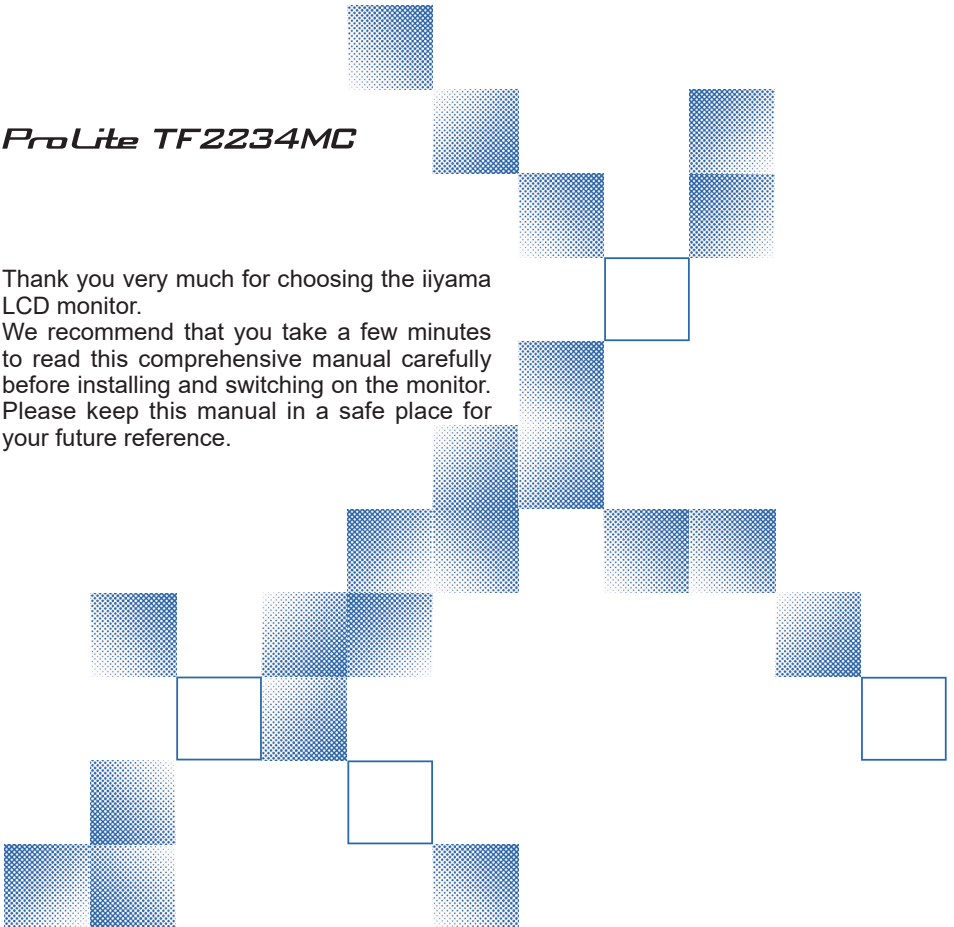 ProLite TF2234MC
Thank you very much for choosing the iiyama
LCD monitor.
We recommend that you take a few minutes
to read this comprehensive manual carefully
before installing and switching on the monitor.
Please keep this manual in a safe place for
your future reference.